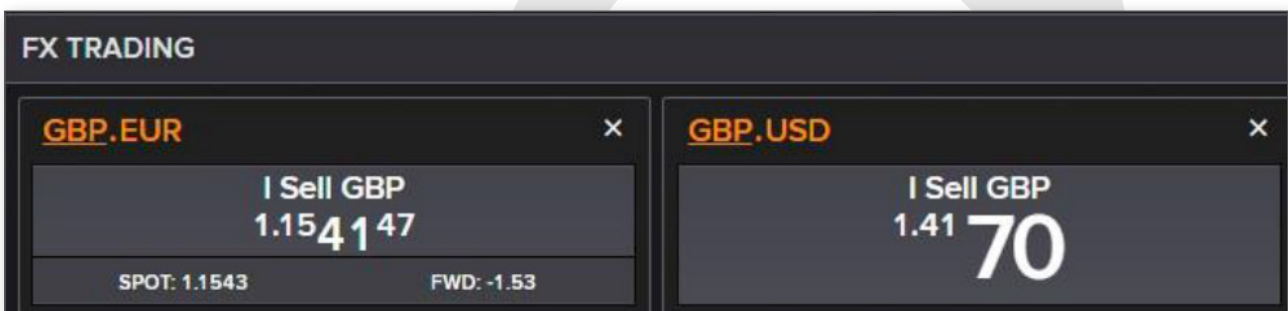 FX TRADING
GBP.EUR ×
I Sell GBP
1.154147
SPOT: 1.1543 FWD: -1.53
GBP.USD ×
I Sell GBP
1.4170